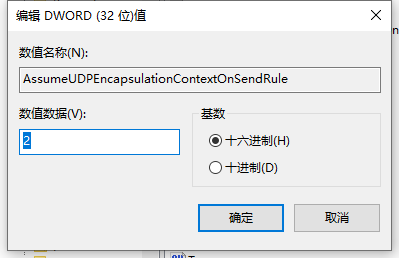 编辑 DWORD (32 位)值
数值名称(N):
AssumeUDPEncapsulationContextOnSendRule
数值数据(V):
2
基数
十六进制(H)
十进制(D)
确定
取消